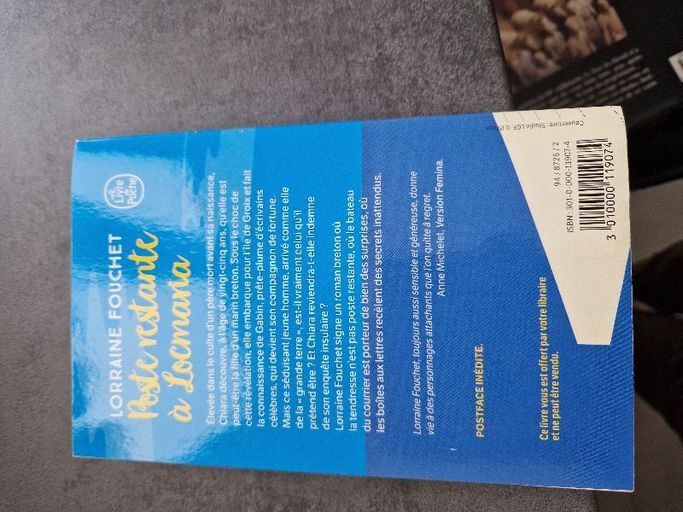 LORRAINE FOUCHET
Poste restante
à Locmaria
Le Livre
de Poche
Élevée dans le culte d'un père mort avant sa naissance,
Chiara découvre, à l'âge de vingt-cinq ans, qu'elle est
peut-être la fille d'un marin breton. Sous le choc de
cette révélation, elle embarque pour l'île de Groix et fait
la connaissance de Gabin, prête-plume d'écrivains
célèbres, qui devient son compagnon de fortune.
Mais ce séduisant jeune homme, arrivé comme elle
de la « grande terre », est-il vraiment celui qu'il
prétend être ? Et Chiara reviendra-t-elle indemne
de son enquête insulaire ?
Lorraine Fouchet signe un roman breton où
la tendresse n'est pas poste restante, où le bateau
du courrier est porteur de bien des surprises, où
les boîtes aux lettres recèlent des secrets inattendus.
Lorraine Fouchet, toujours aussi sensible et généreuse, donne
vie à des personnages attachants que l'on quitte à regret.
Anne Michelet, Version Femina.
POSTFACE INÉDITE.
Ce livre vous est offert par votre libraire
et ne peut être vendu.
Couverture : Studio LGF
94 / 8725 / 2
ISBN : 301-0-000-11907-4
3 010000 119074